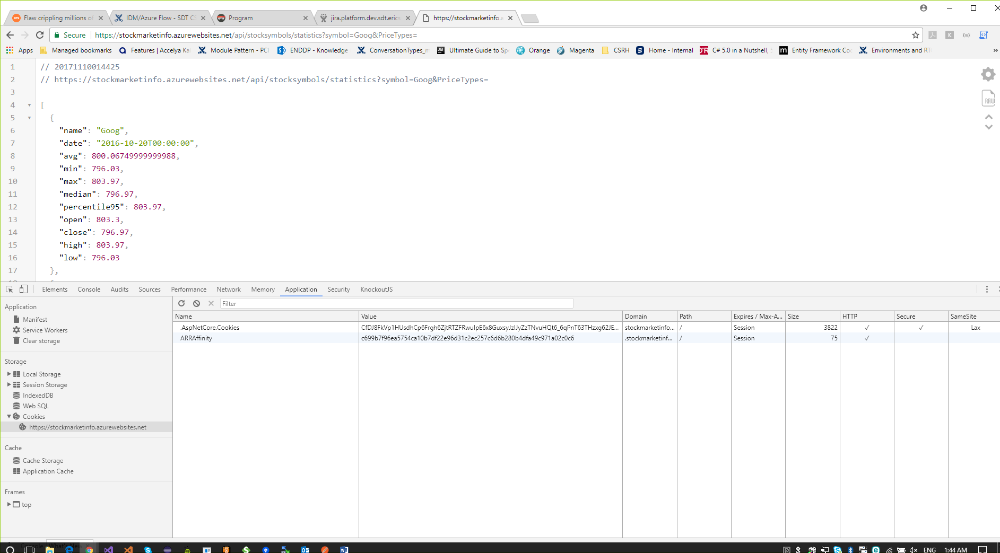 Flaw crippling millions of
IDM/Azure Flow - SDT CS
Program
jira.platform.dev.sdt.erics
https://stockmarketinfo.a
Secure
https://stockmarketinfo.azurewebsites.net/api/stocksymbols/statistics?symbol=Goog&PriceTypes=
Apps
Managed bookmarks
Features | Accelya Ka
Module Pattern - PC
ENDDP - Knowledge
ConversationTypes_m
Ultimate Guide to Sp
Orange
Magenta
CSRH
Home - Internal
C# 5.0 in a Nutshell,
Entity Framework Co
Environments and RT
»
1 // 20171110014425
2 // https://stockmarketinfo.azurewebsites.net/api/stocksymbols/statistics?symbol=Goog&PriceTypes=
3
4 [
5 {
6 "name": "Goog",
7 "date": "2016-10-20T00:00:00",
8 "avg": 800.06749999999988,
9 "min": 796.03,
10 "max": 803.97,
11 "median": 796.97,
12 "percentile95": 803.97,
13 "open": 803.3,
14 "close": 796.97,
15 "high": 803.97,
16 "low": 796.03
17 },
RAW
Elements Console Audits Sources Performance Network Memory Application Security KnockoutJS
Application
Manifest
Service Workers
Clear storage
Storage
Local Storage
Session Storage
IndexedDB
Web SQL
Cookies
https://stockmarketinfo.azurewebsites.net
Cache
Cache Storage
Application Cache
Frames
top
Filter
Name Value Domain Path Expires / Max-A... Size HTTP Secure SameSite
.AspNetCore.Cookies CfDJ8FkVp1HUsdhCp6Frgh6ZjtRTZFRwuIpE6x8GuxsyJzIJyZzTNvuHQt6_6qPnT63THzxg62JE... stockmarketinfo... / Session 3822 ✓ ✓ Lax
ARRAffinity c699b7f96ea5754ca10b7df22e96d31c2ec257c6d6b280b4dfa49c971a02c0c6 .stockmarketinf... / Session 75 ✓
Console What's New
ENG 1:44 AM